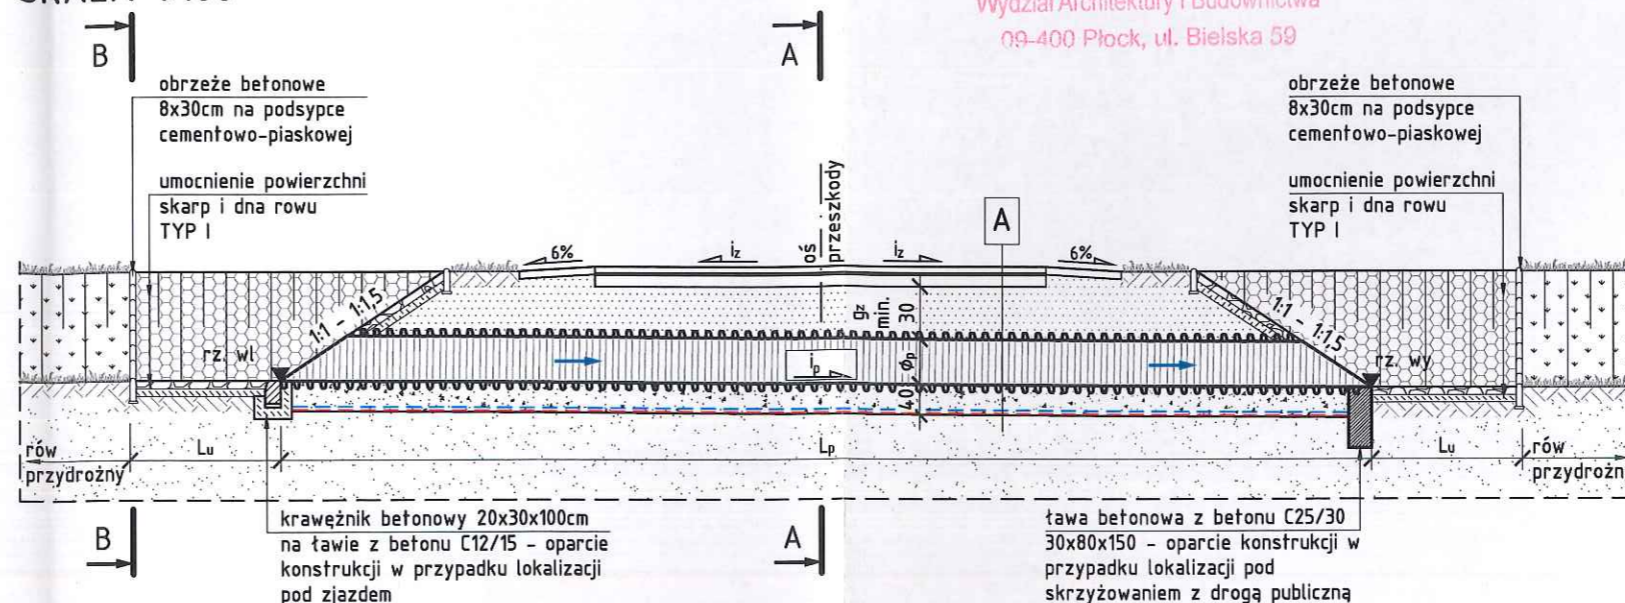 Wydział Architektury i Budownictwa
09-400 Płock, ul. Bielska 59
B
A
obrzeże betonowe
8x30cm na podsypce
cementowo-piaskowej
umocnienie powierzchni
skarp i dna rowu
TYP I
obrzeże betonowe
8x30cm na podsypce
cementowo-piaskowej
umocnienie powierzchni
skarp i dna rowu
TYP I
oś
przeszkody
A
6%
iz
iz
6%
1:1 - 1:1,5
gz
min.
30
1:1 - 1:1,5
rz. wl
ip
φp
rz. wy
40
rów
przydrożny
Lu
Lp
Lu
rów
przydrożn
krawężnik betonowy 20x30x100cm
na ławie z betonu C12/15 - oparcie
konstrukcji w przypadku lokalizacji
pod zjazdem
B
A
ława betonowa z betonu C25/30
30x80x150 - oparcie konstrukcji w
przypadku lokalizacji pod
skrzyżowaniem z drogą publiczną